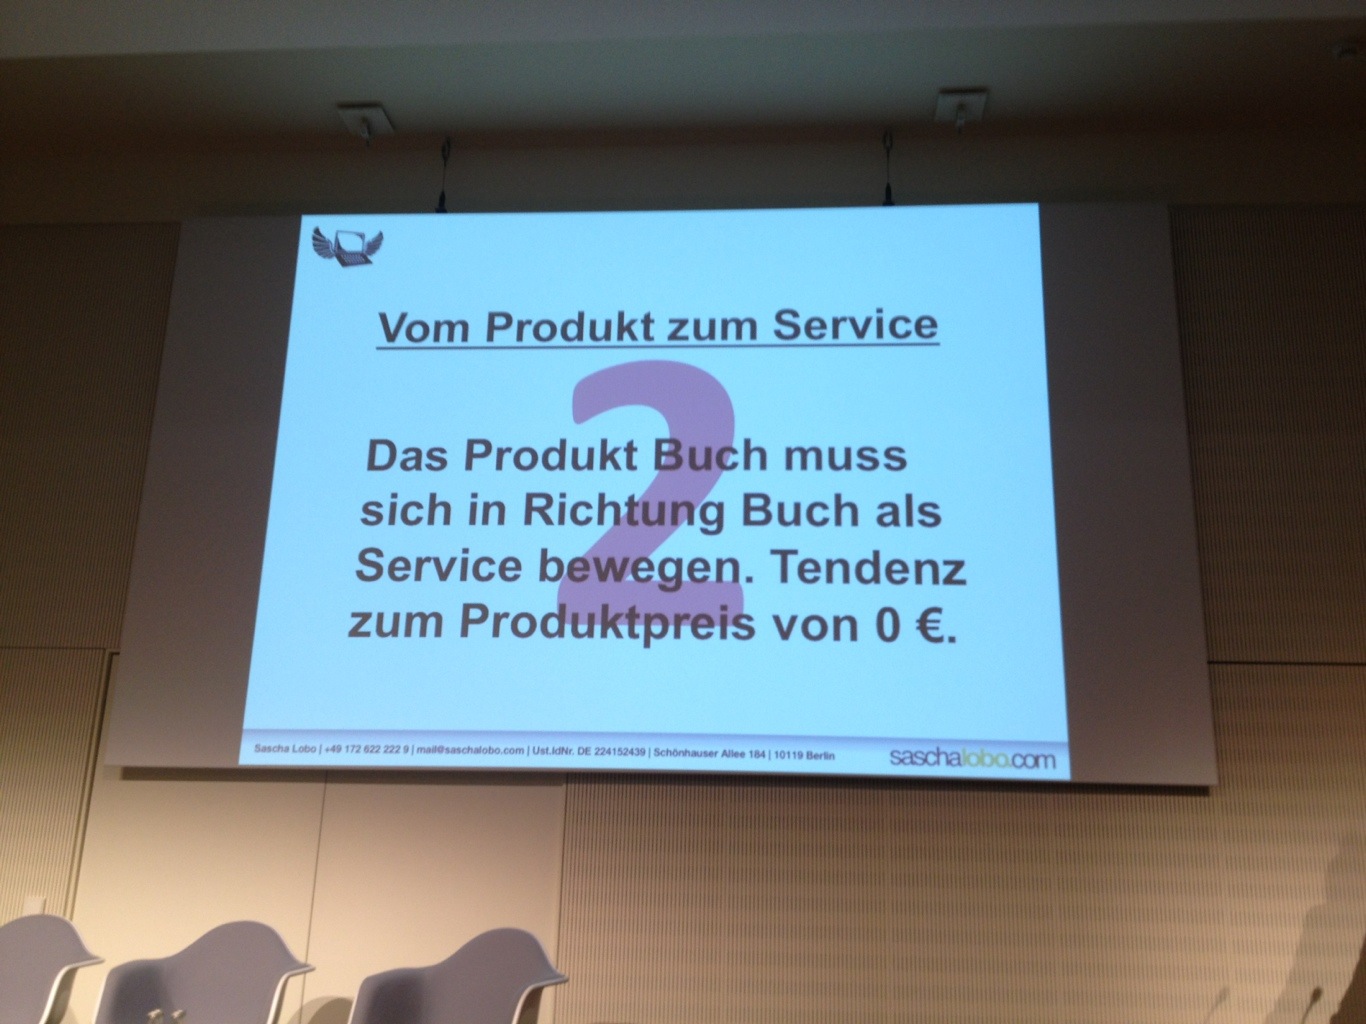 Vom Produkt zum Service
2
Das Produkt Buch muss
sich in Richtung Buch als
Service bewegen. Tendenz
zum Produktpreis von 0 €.
Sascha Lobo | +49 172 622 222 9 | mail@saschalobo.com | Ust.IdNr. DE 224152439 | Schönhauser Allee 184 | 10119 Berlin
saschalobo.com